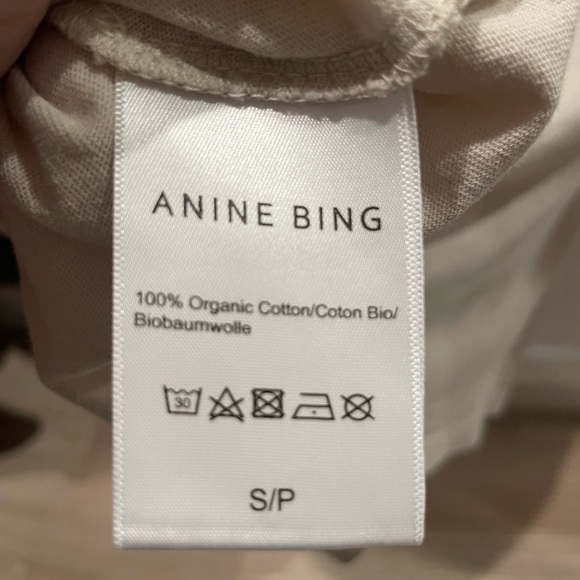 ANINE BING
100% Organic Cotton/Coton Bio/
Biobaumwolle
30
S/P